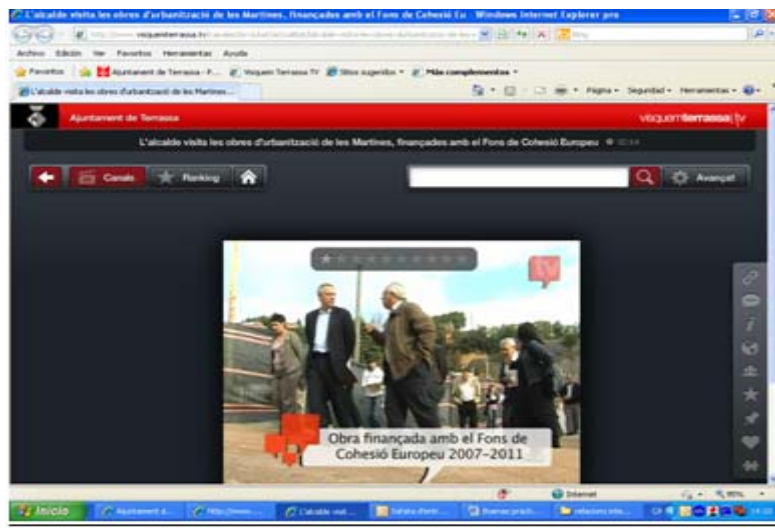 L'alcalde visita les obres d'urbanització de les Martines, finançades amb el Fons de Cohesió Eu - Windows Internet Explorer pro
Archivo Edición Ver Favoritos Herramientas Ayuda
Favoritos Ajuntament de Terrassa - P... Visquem Terrassa TV Sitios sugeridos Más complementos
L'alcalde visita les obres d'urbanització de les Martines... Página Seguridad Herramientas
Ajuntament de Terrassa visquemterrassa|tv
L'alcalde visita les obres d'urbanització de les Martines, finançades amb el Fons de Cohesió Europeu
Canals Ranking Avançat
tv
Obra finançada amb el Fons de
Cohesió Europeu 2007-2011
Internet
Inicio Ajuntament d... http://www... L'alcalde visit...